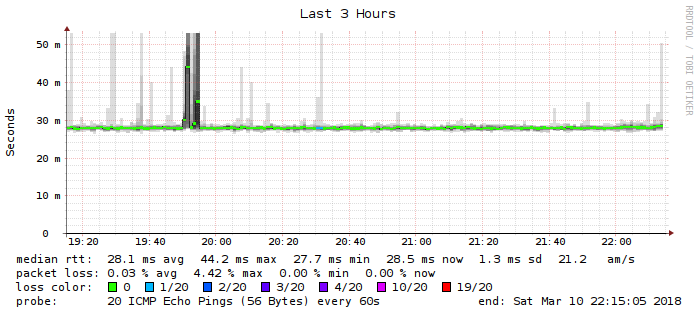 Last 3 Hours
RRDTOOL / TOBI OETIKER
Seconds
50 m
40 m
30 m
20 m
10 m
0
19:20 19:40 20:00 20:20 20:40 21:00 21:20 21:40 22:00
median rtt: 28.1 ms avg 44.2 ms max 27.7 ms min 28.5 ms now 1.3 ms sd 21.2 am/s
packet loss: 0.03 % avg 4.42 % max 0.00 % min 0.00 % now
loss color: 0 1/20 2/20 3/20 4/20 10/20 19/20
probe: 20 ICMP Echo Pings (56 Bytes) every 60s end: Sat Mar 10 22:15:05 2018